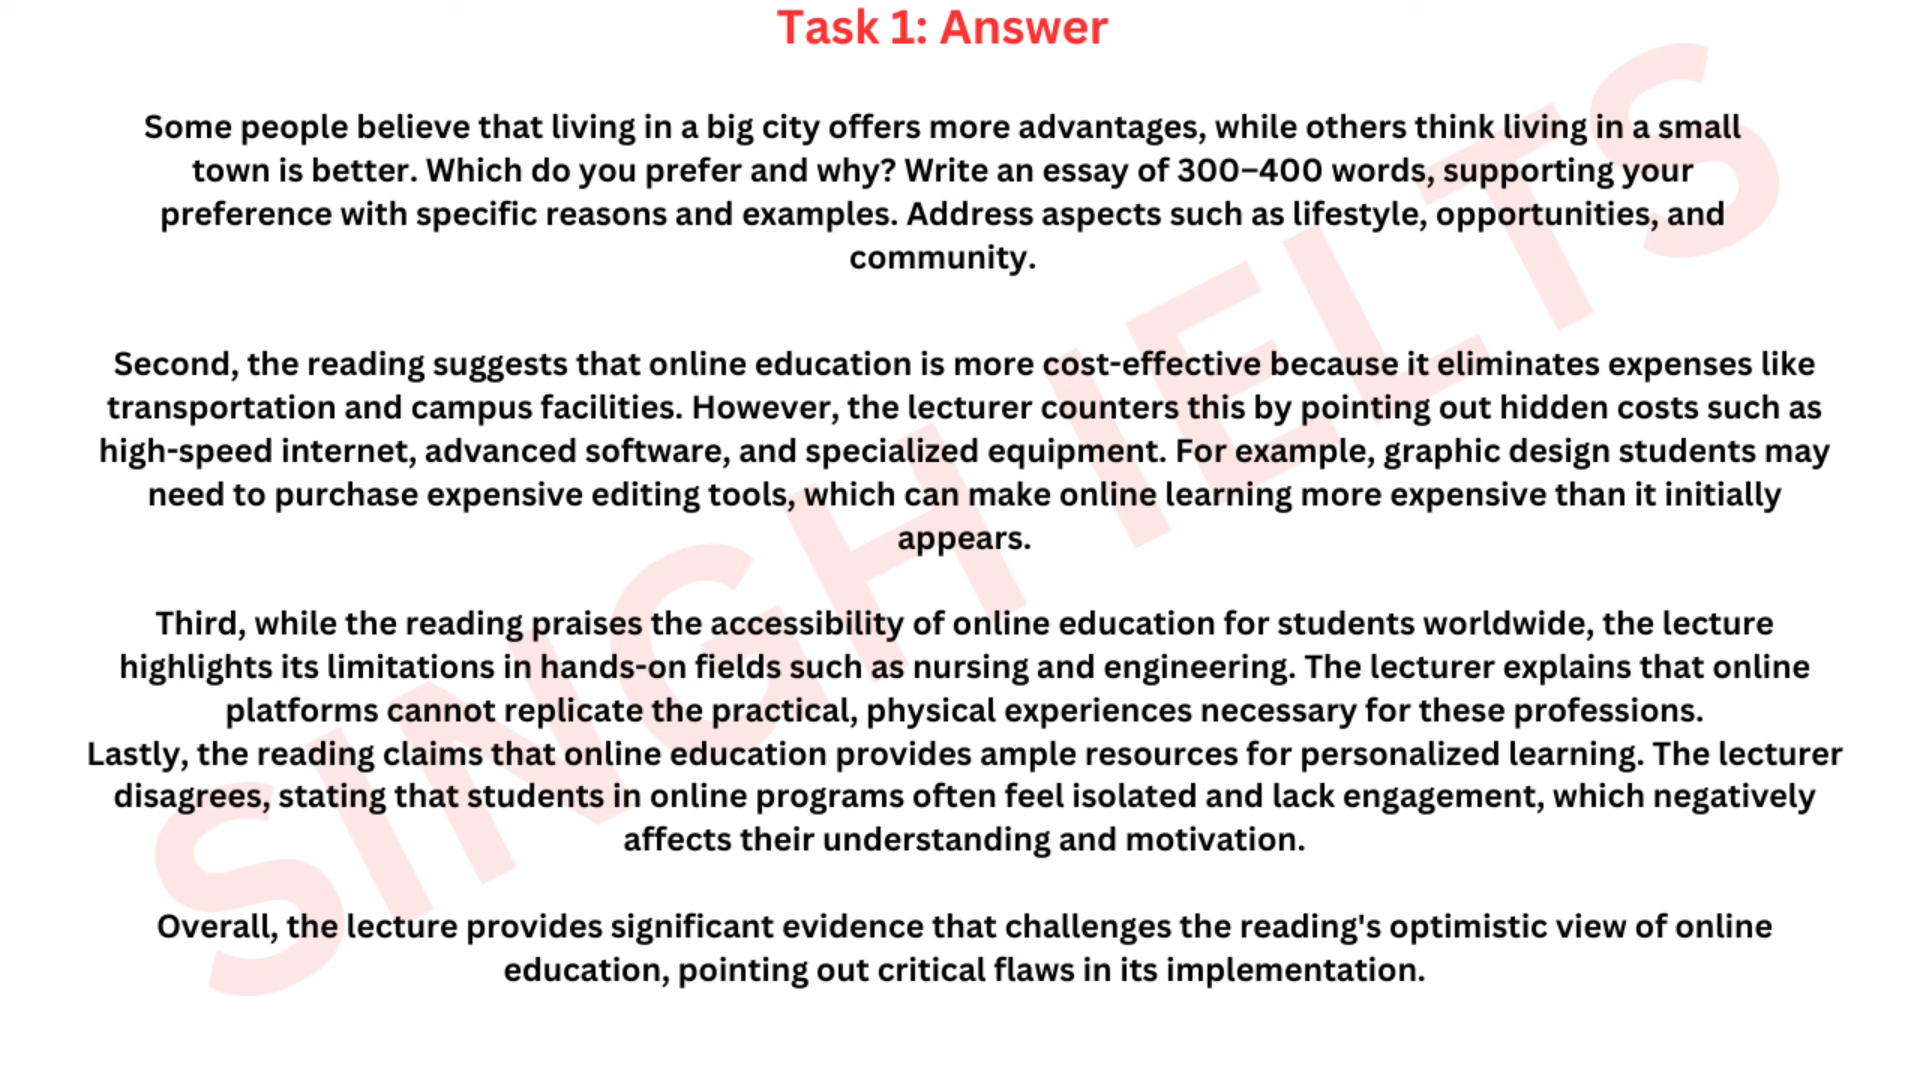 Task 1: Answer
Some people believe that living in a big city offers more advantages, while others think living in a small
town is better. Which do you prefer and why? Write an essay of 300–400 words, supporting your
preference with specific reasons and examples. Address aspects such as lifestyle, opportunities, and
community.
Second, the reading suggests that online education is more cost-effective because it eliminates expenses like
transportation and campus facilities. However, the lecturer counters this by pointing out hidden costs such as
high-speed internet, advanced software, and specialized equipment. For example, graphic design students may
need to purchase expensive editing tools, which can make online learning more expensive than it initially
appears.
Third, while the reading praises the accessibility of online education for students worldwide, the lecture
highlights its limitations in hands-on fields such as nursing and engineering. The lecturer explains that online
platforms cannot replicate the practical, physical experiences necessary for these professions.
Lastly, the reading claims that online education provides ample resources for personalized learning. The lecturer
disagrees, stating that students in online programs often feel isolated and lack engagement, which negatively
affects their understanding and motivation.
Overall, the lecture provides significant evidence that challenges the reading's optimistic view of online
education, pointing out critical flaws in its implementation.
SINGH IELTS